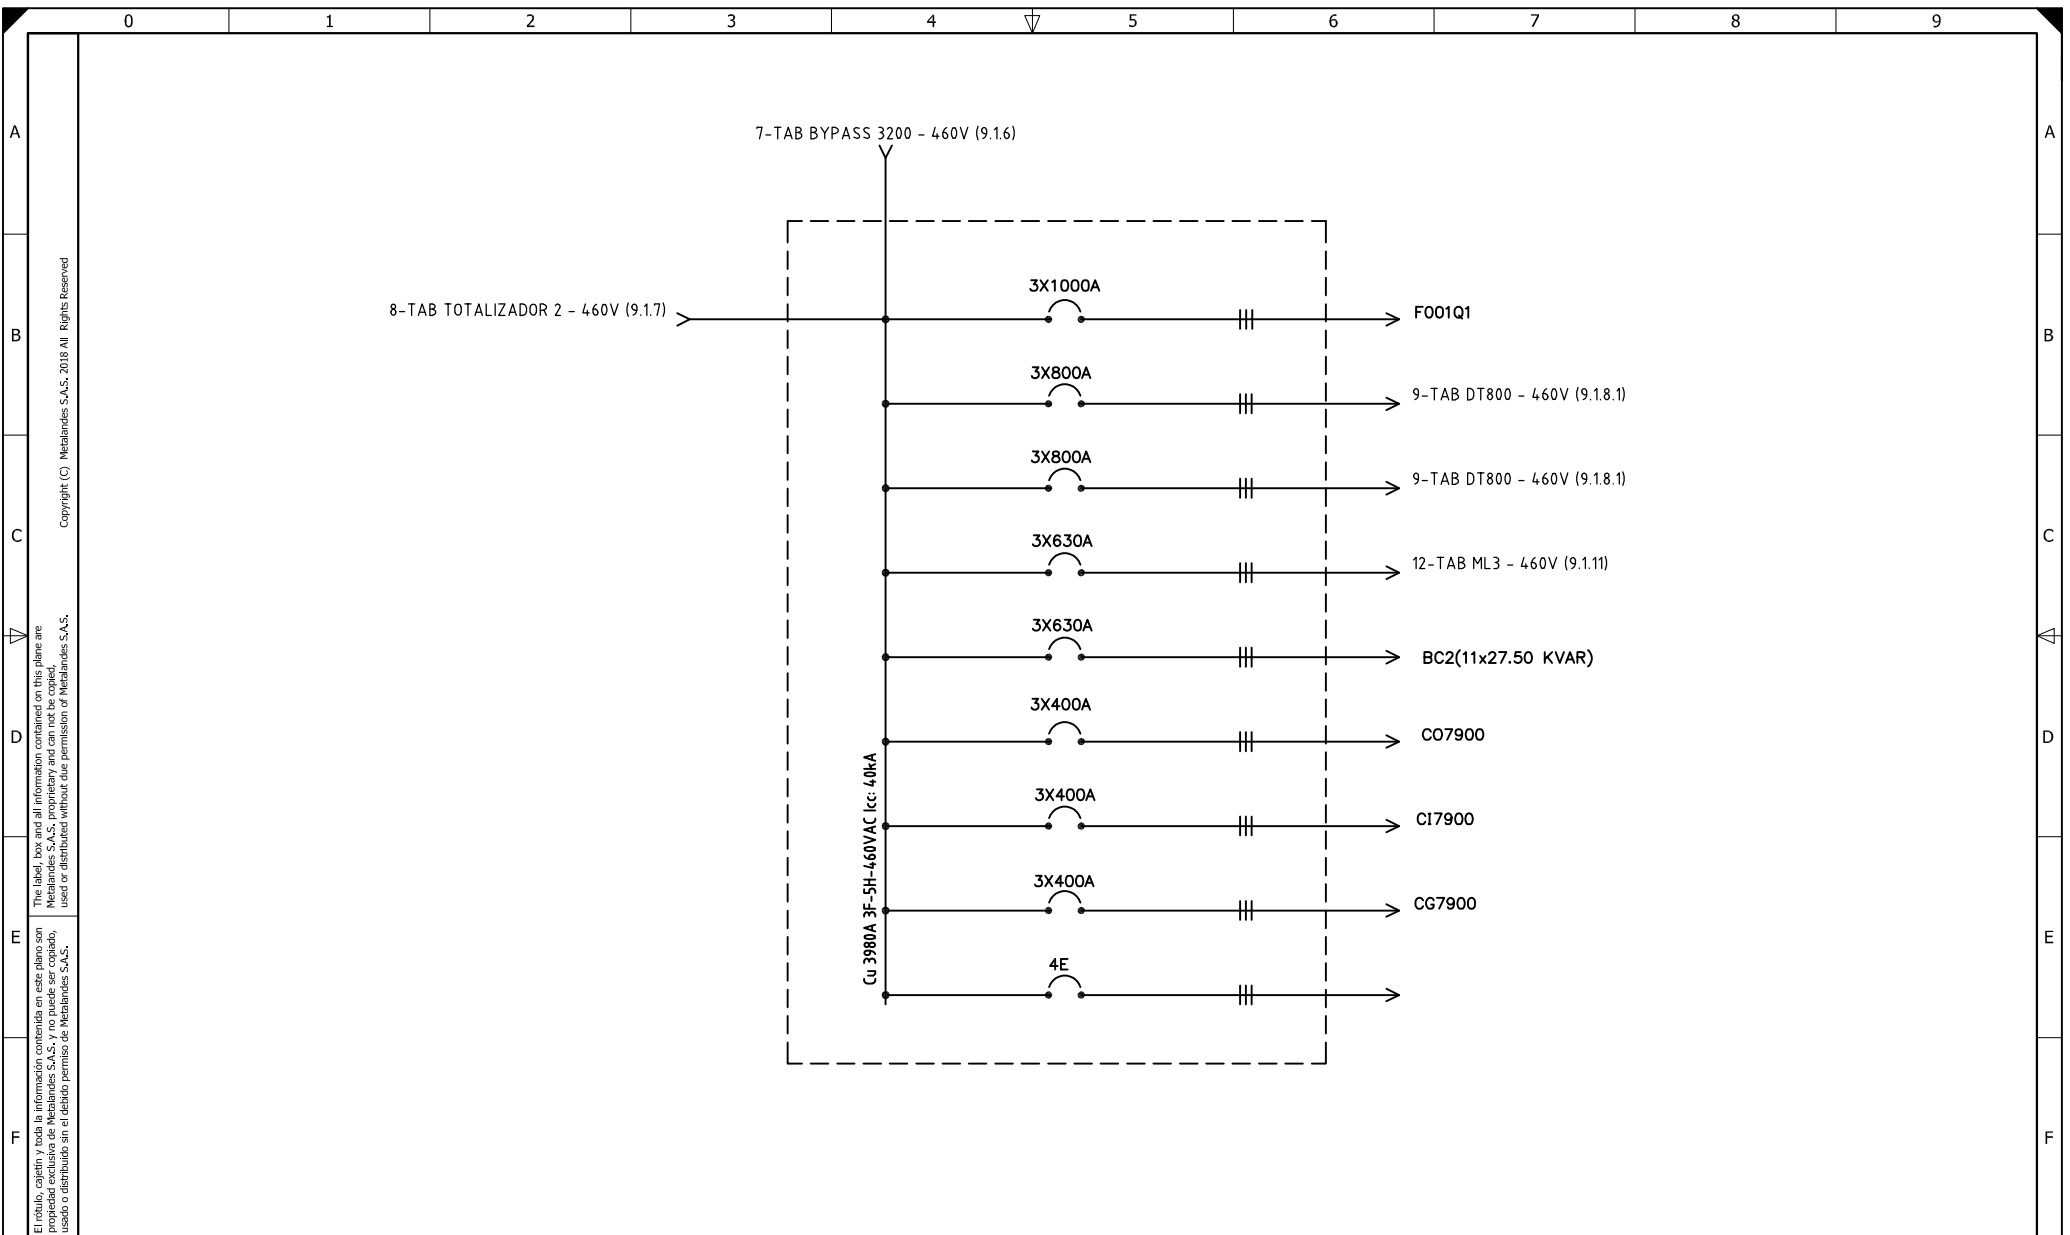 0 1 2 3 4 5 6 7 8 9
A A
7-TAB BYPASS 3200 - 460V (9.1.6)
3X1000A
8-TAB TOTALIZADOR 2 - 460V (9.1.7)
F001Q1
B B
3X800A
9-TAB DT800 - 460V (9.1.8.1)
3X800A
9-TAB DT800 - 460V (9.1.8.1)
C C
3X630A
12-TAB ML3 - 460V (9.1.11)
3X630A
BC2(11x27.50 KVAR)
3X400A
D D
CO7900
3X400A
CI7900
3X400A
CG7900
E E
4E
Cu 3980A 3F-5H-460VAC Icc: 40kA
F F
Copyright (C) Metalandes S.A.S. 2018 All Rights Reserved
The label, box and all information contained on this plane are
Metalandes S.A.S. proprietary and can not be copied,
used or distributed without due permission of Metalandes S.A.S.
El rótulo, cajetín y toda la información contenida en este plano son
propiedad exclusiva de Metalandes S.A.S. y no puede ser copiado,
usado o distribuido sin el debido permiso de Metalandes S.A.S.